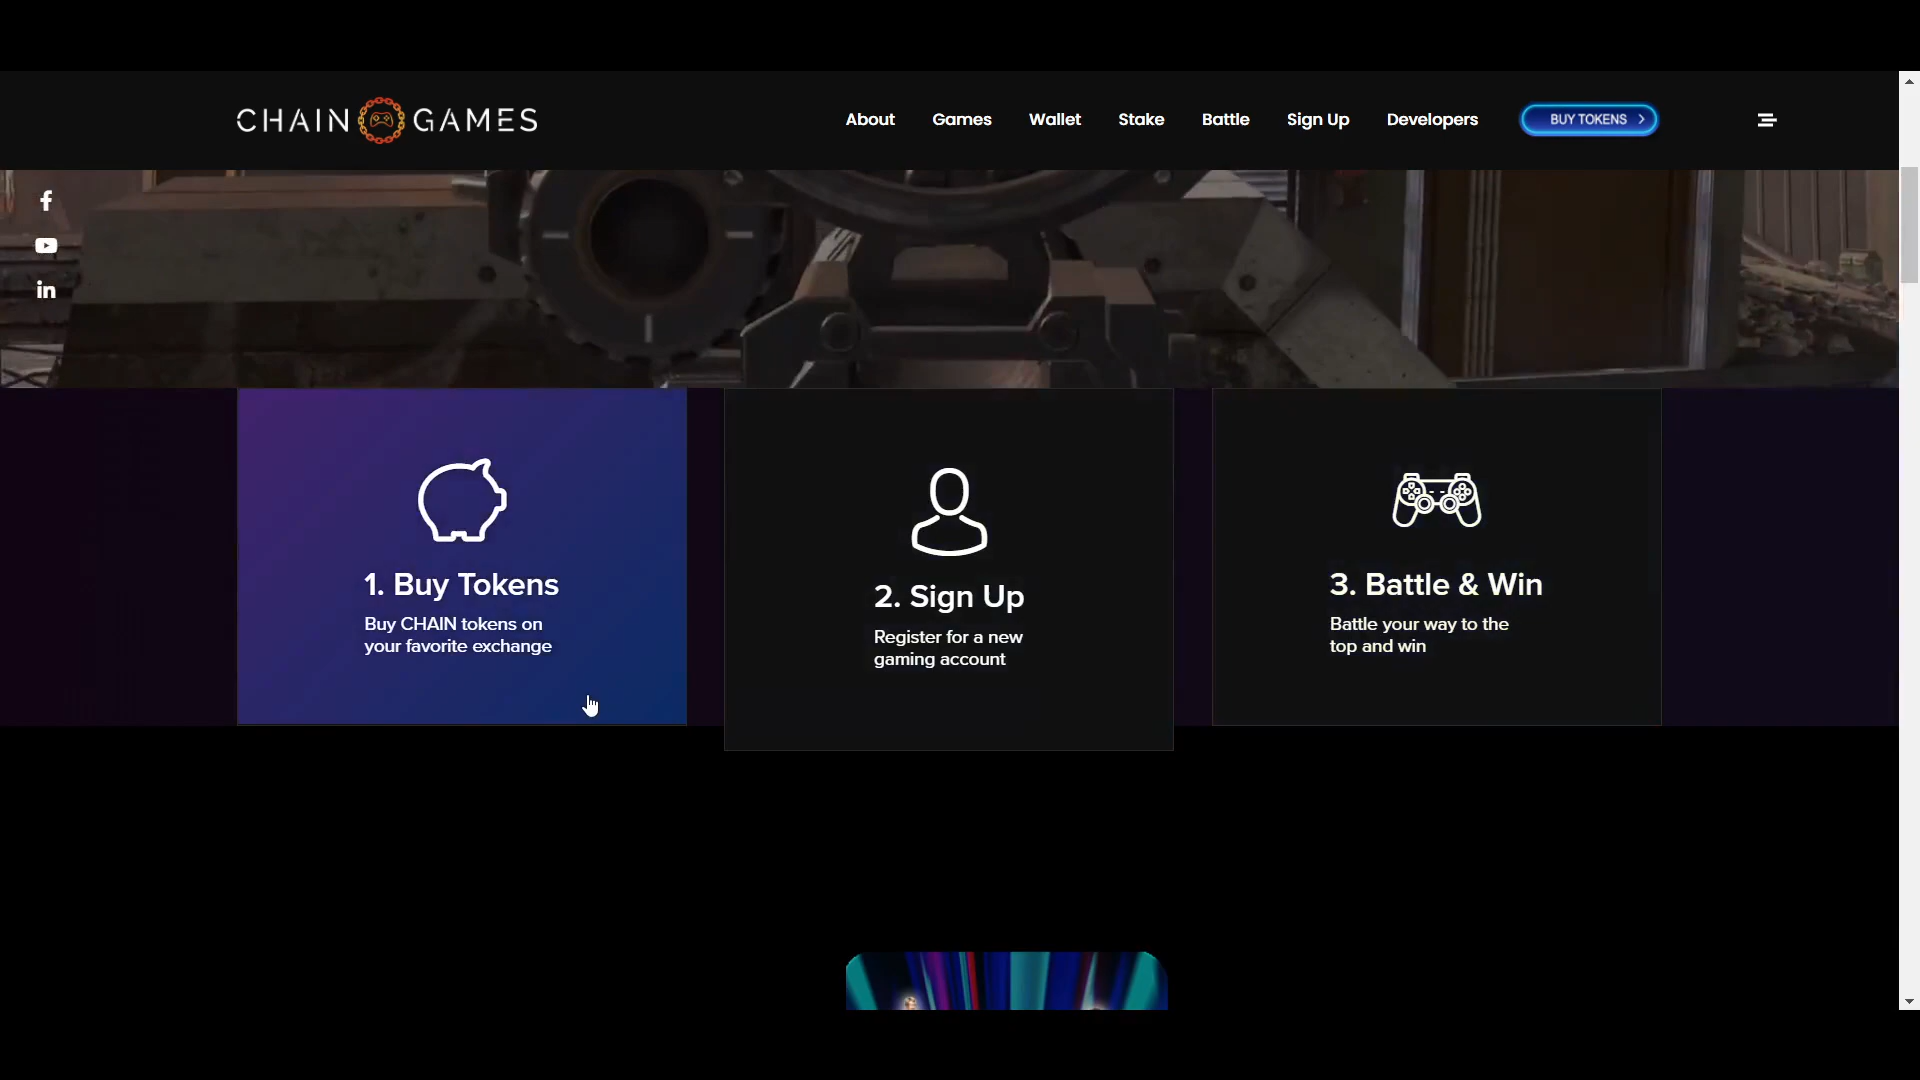 CHAIN GAMES
About Games Wallet Stake Battle Sign Up Developers BUY TOKENS
1. Buy Tokens
Buy CHAIN tokens on
your favorite exchange
2. Sign Up
Register for a new
gaming account
3. Battle & Win
Battle your way to the
top and win